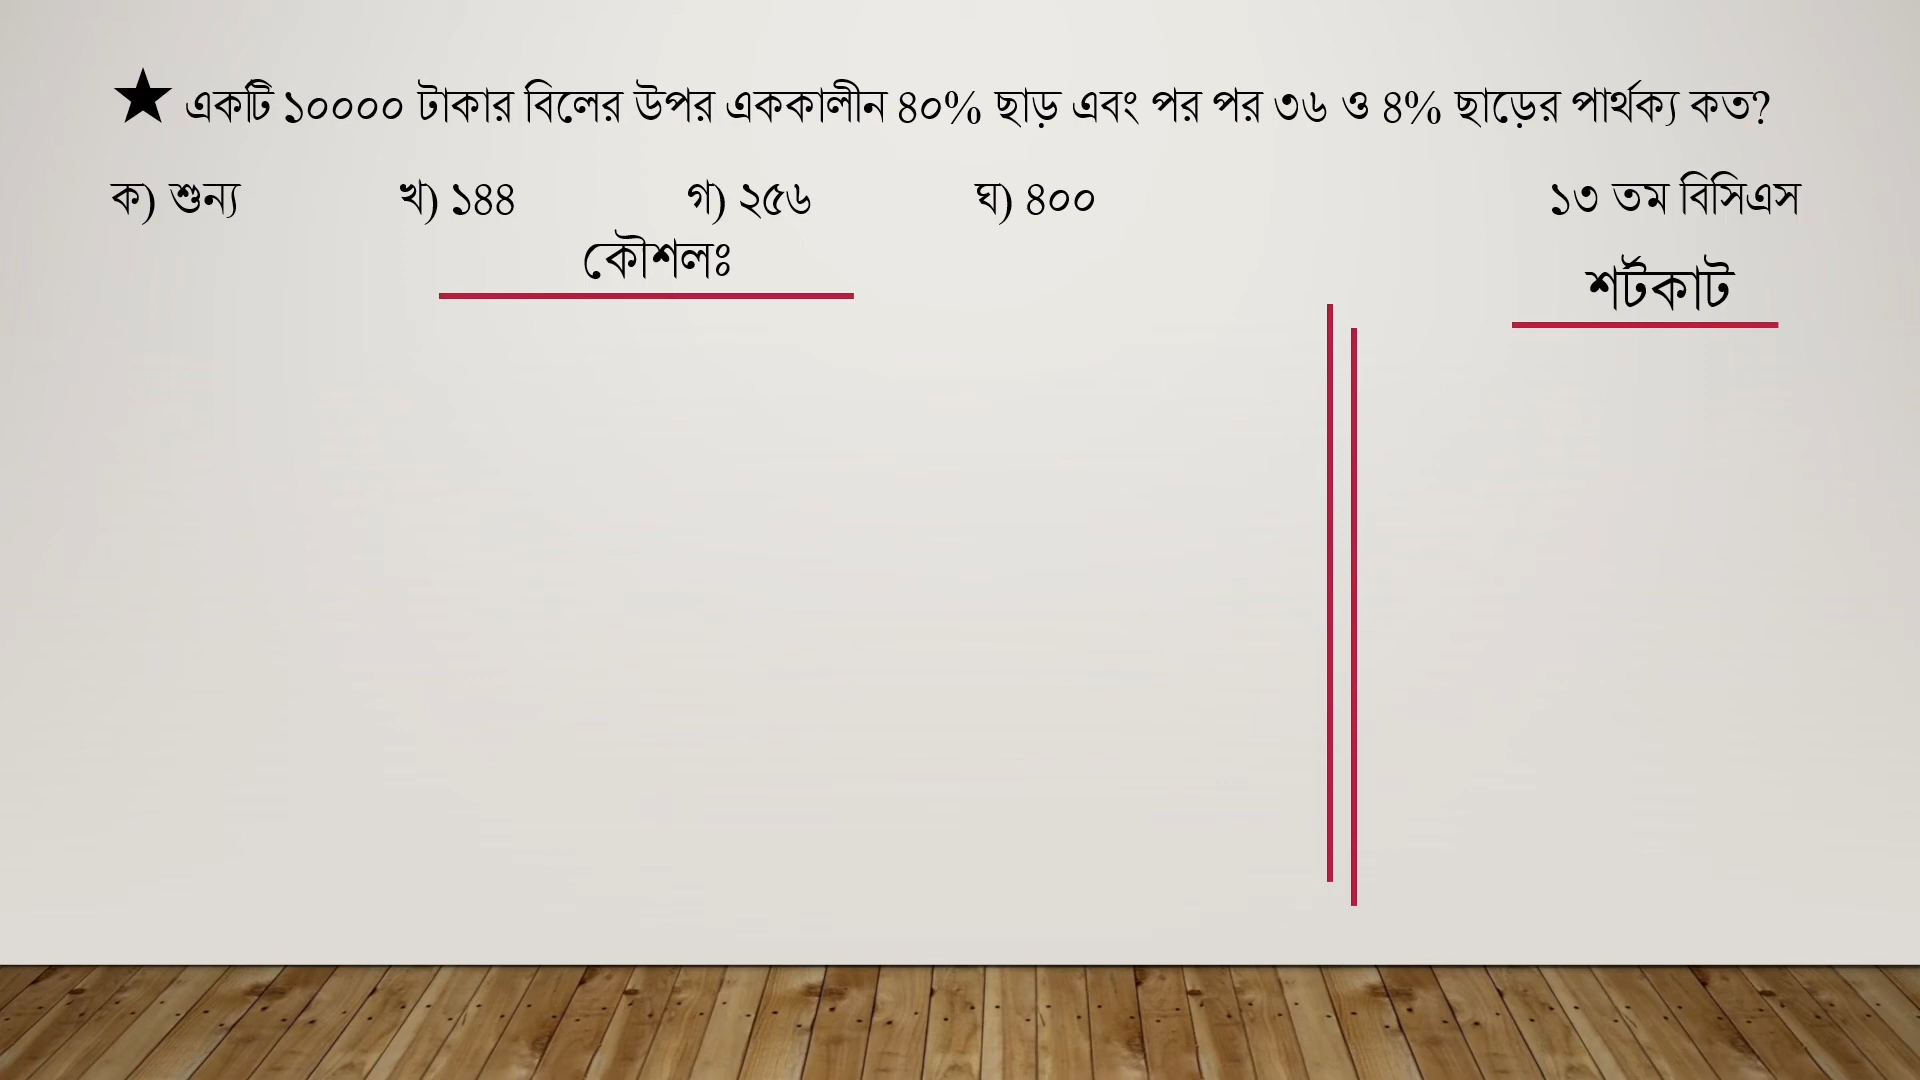 ★ একটি ১০০০০ টাকার বিলের উপর এককালীন ৪০% ছাড় এবং পর পর ৩৬ ও ৪% ছাড়ের পার্থক্য কত?
ক) শুন্য খ) ১৪৪ গ) ২৫৬ ঘ) ৪০০ ১৩ তম বিসিএস
কৌশলঃ
শর্টকাট